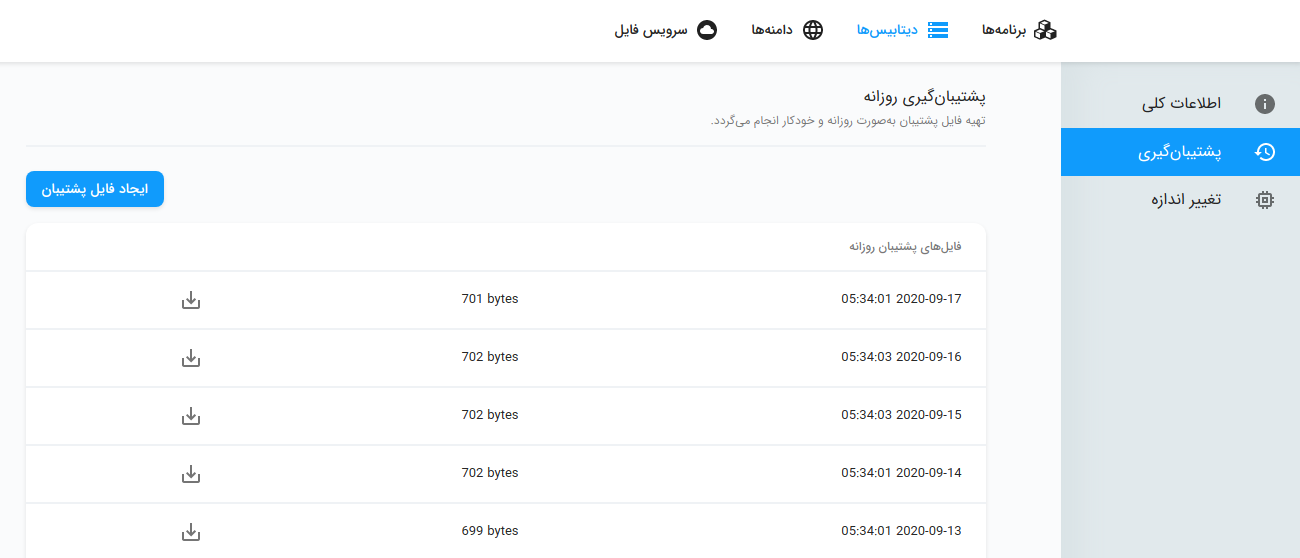 برنامه‌ها
دیتابیس‌ها
دامنه‌ها
سرویس فایل
اطلاعات کلی
پشتیبان‌گیری
تغییر اندازه
پشتیبان‌گیری روزانه
تهیه فایل پشتیبان به‌صورت روزانه و خودکار انجام می‌گردد.
ایجاد فایل پشتیبان
فایل‌های پشتیبان روزانه
05:34:01 2020-09-17 701 bytes
05:34:03 2020-09-16 702 bytes
05:34:03 2020-09-15 702 bytes
05:34:01 2020-09-14 702 bytes
05:34:01 2020-09-13 699 bytes